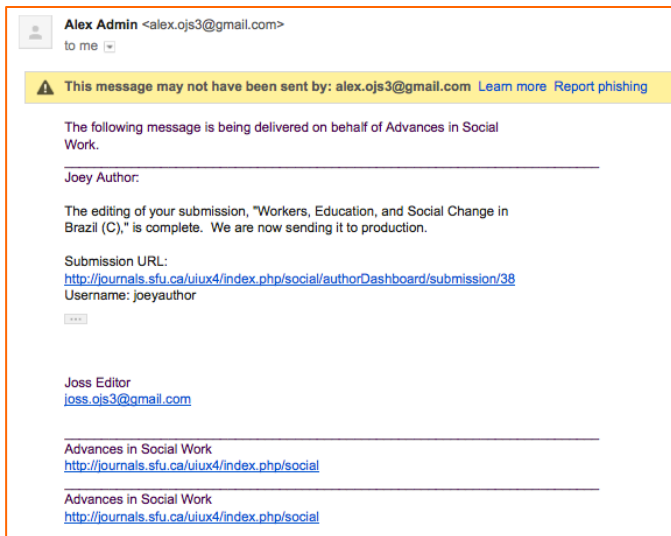 Alex Admin <alex.ojs3@gmail.com>
to me
This message may not have been sent by: alex.ojs3@gmail.com Learn more Report phishing
The following message is being delivered on behalf of Advances in Social
Work.
Joey Author:
The editing of your submission, "Workers, Education, and Social Change in
Brazil (C)," is complete. We are now sending it to production.
Submission URL:
http://journals.sfu.ca/uiux4/index.php/social/authorDashboard/submission/38
Username: joeyauthor
Joss Editor
joss.ojs3@gmail.com
Advances in Social Work
http://journals.sfu.ca/uiux4/index.php/social
Advances in Social Work
http://journals.sfu.ca/uiux4/index.php/social